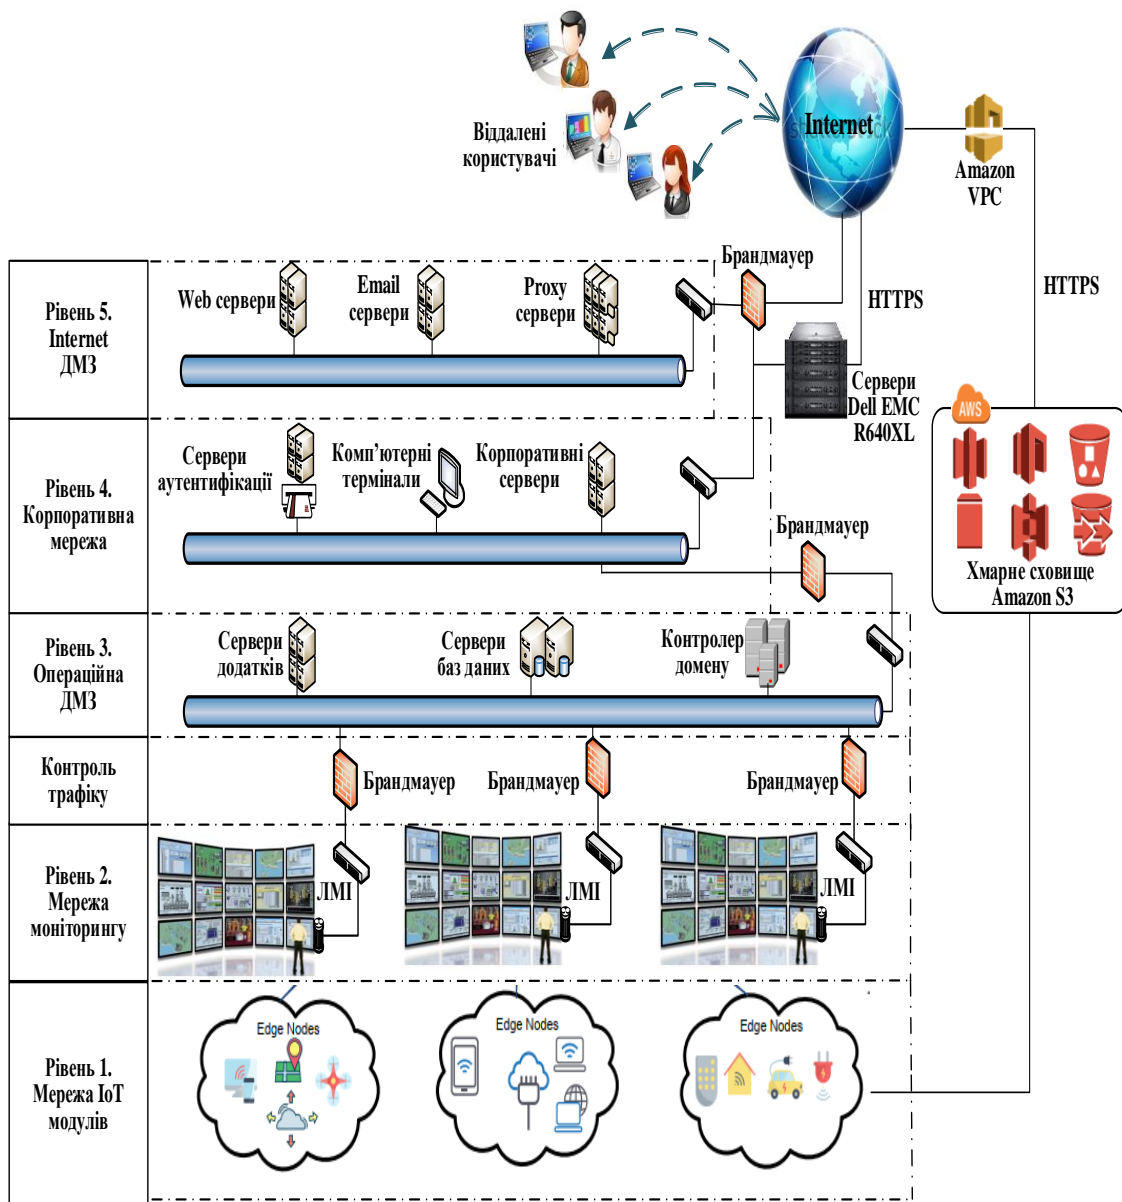 Віддалені
користувачі
Internet
Amazon
VPC
HTTPS
HTTPS
Брандмауер
Сервери
Dell EMC
R640XL
AWS
Хмарне сховище
Amazon S3
Рівень 5.
Internet
ДМЗ
Web сервери
Email
сервери
Proxy
сервери
Рівень 4.
Корпоративна
мережа
Сервери
аутентифікації
Комп’ютерні
термінали
Корпоративні
сервери
Брандмауер
Рівень 3.
Операційна
ДМЗ
Сервери
додатків
Сервери
баз даних
Контролер
домену
Контроль
трафіку
Брандмауер
Брандмауер
Брандмауер
Рівень 2.
Мережа
моніторингу
ЛМІ
ЛМІ
ЛМІ
Рівень 1.
Мережа IoT
модулів
Edge Nodes
Edge Nodes
Edge Nodes